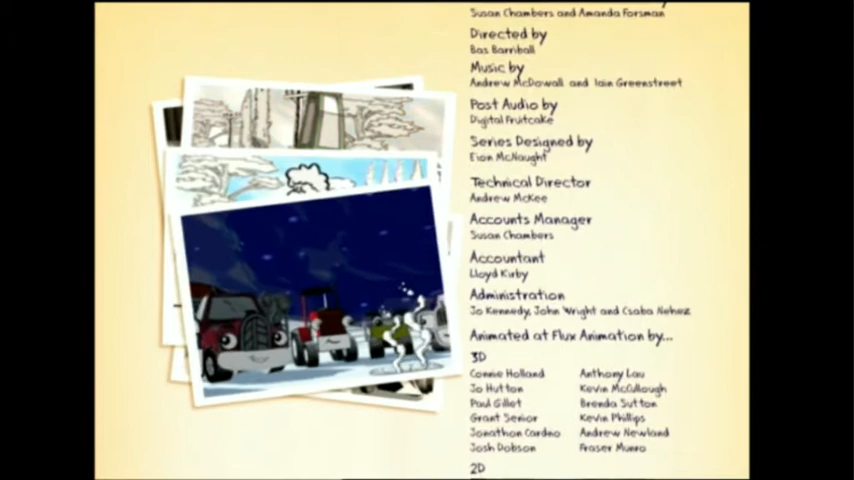 Susan Chambers and Amanda Forsman
Directed by
Bas Barriball
Music by
Andrew McDowall and Iain Greenstreet
Post Audio by
Digital Fruitcake
Series Designed by
Eion McNaught
Technical Director
Andrew McKee
Accounts Manager
Susan Chambers
Accountant
Lloyd Kirby
Administration
Jo Kennedy, John Wright and Csaba Nehez
Animated at Flux Animation by...
3D
Connie Holland Anthony Lau
Jo Hutton Kevin McCullough
Paul Gillet Brenda Sutton
Grant Senior Kevin Phillips
Jonathon Cardno Andrew Newland
Josh Dobson Fraser Munro
2D